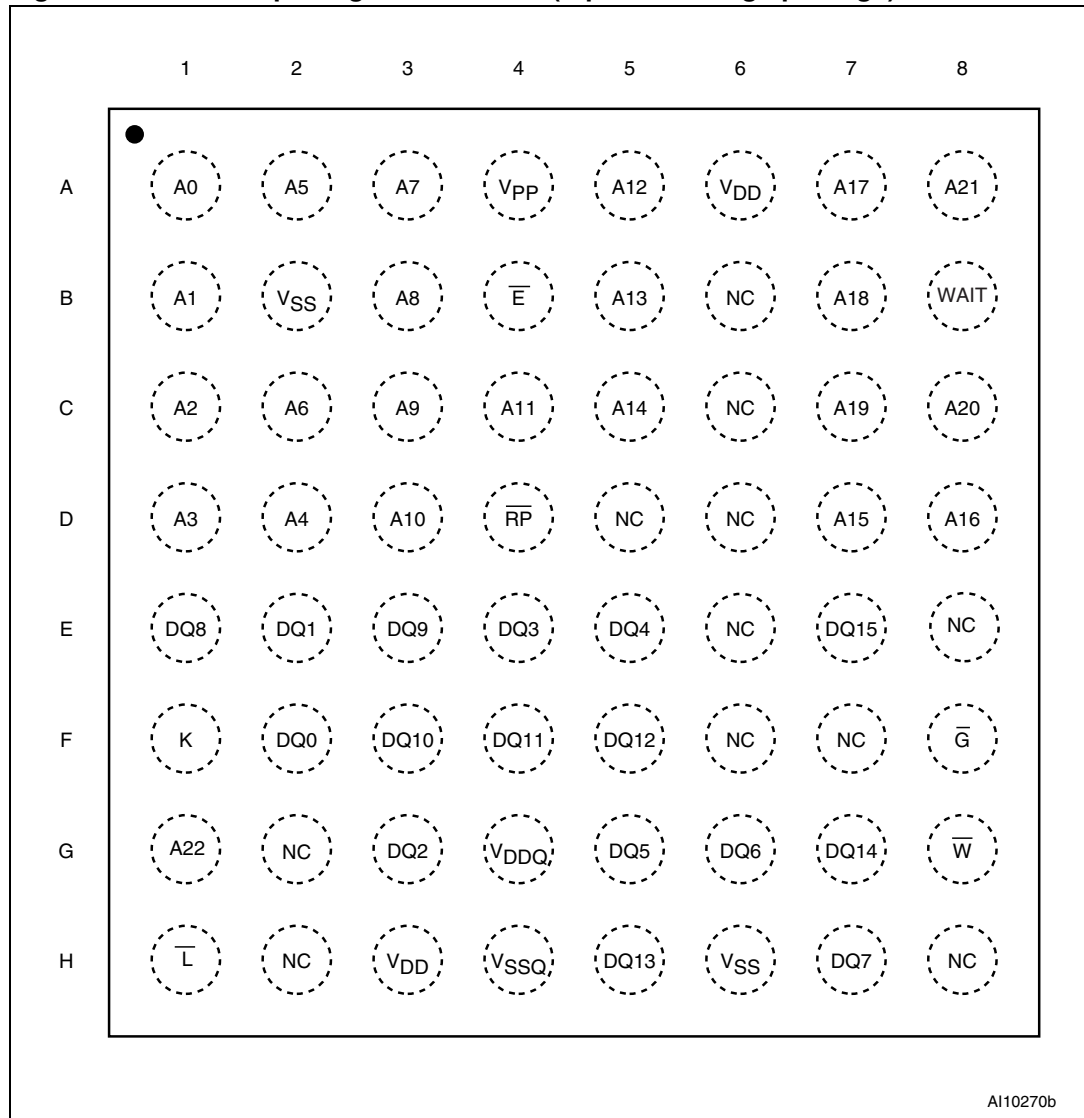 1 2 3 4 5 6 7 8
A A0 A5 A7 VPP A12 VDD A17 A21
B A1 VSS A8 E̅ A13 NC A18 WAIT
C A2 A6 A9 A11 A14 NC A19 A20
D A3 A4 A10 R̅P̅ NC NC A15 A16
E DQ8 DQ1 DQ9 DQ3 DQ4 NC DQ15 NC
F K DQ0 DQ10 DQ11 DQ12 NC NC G̅
G A22 NC DQ2 VDDQ DQ5 DQ6 DQ14 W̅
H L̅ NC VDD VSSQ DQ13 VSS DQ7 NC
AI10270b